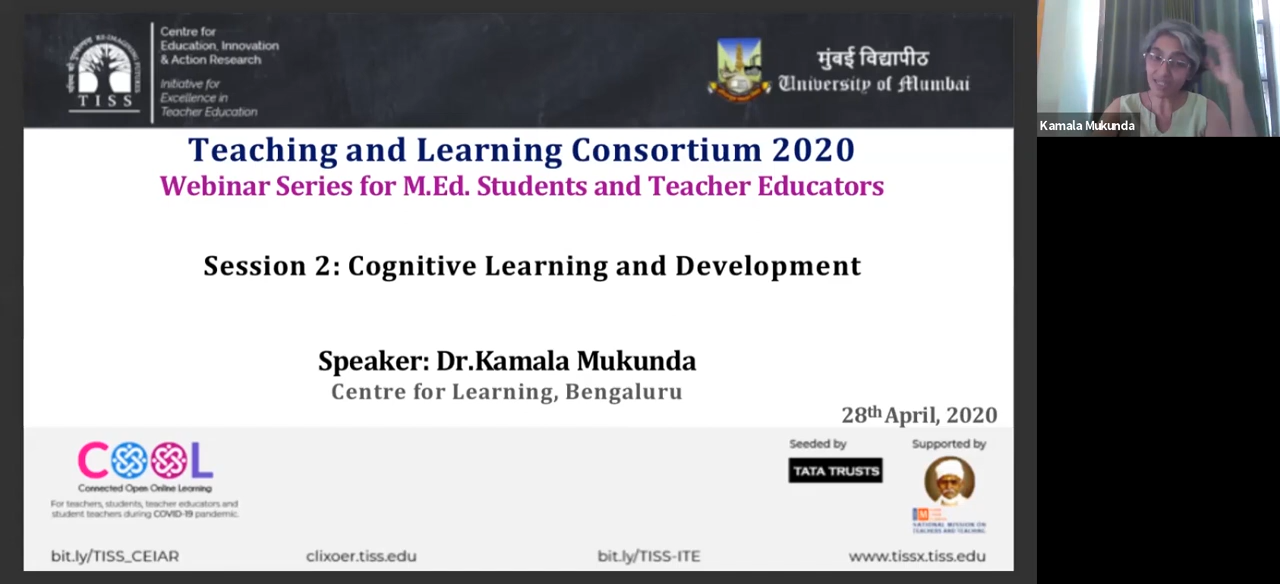 TISS
Centre for
Education, Innovation
& Action Research
Initiative for
Excellence in
Teacher Education
मुंबई विद्यापीठ
University of Mumbai
Kamala Mukunda
Teaching and Learning Consortium 2020
Webinar Series for M.Ed. Students and Teacher Educators
Session 2: Cognitive Learning and Development
Speaker: Dr.Kamala Mukunda
Centre for Learning, Bengaluru
28th April, 2020
COOL
Connected Open Online Learning
For teachers, students, teacher educators and
student teachers during COVID-19 pandemic.
Seeded by
TATA TRUSTS
Supported by
NATIONAL MISSION ON
TEACHERS AND TEACHING
bit.ly/TISS_CEIAR
clixoer.tiss.edu
bit.ly/TISS-ITE
www.tissx.tiss.edu